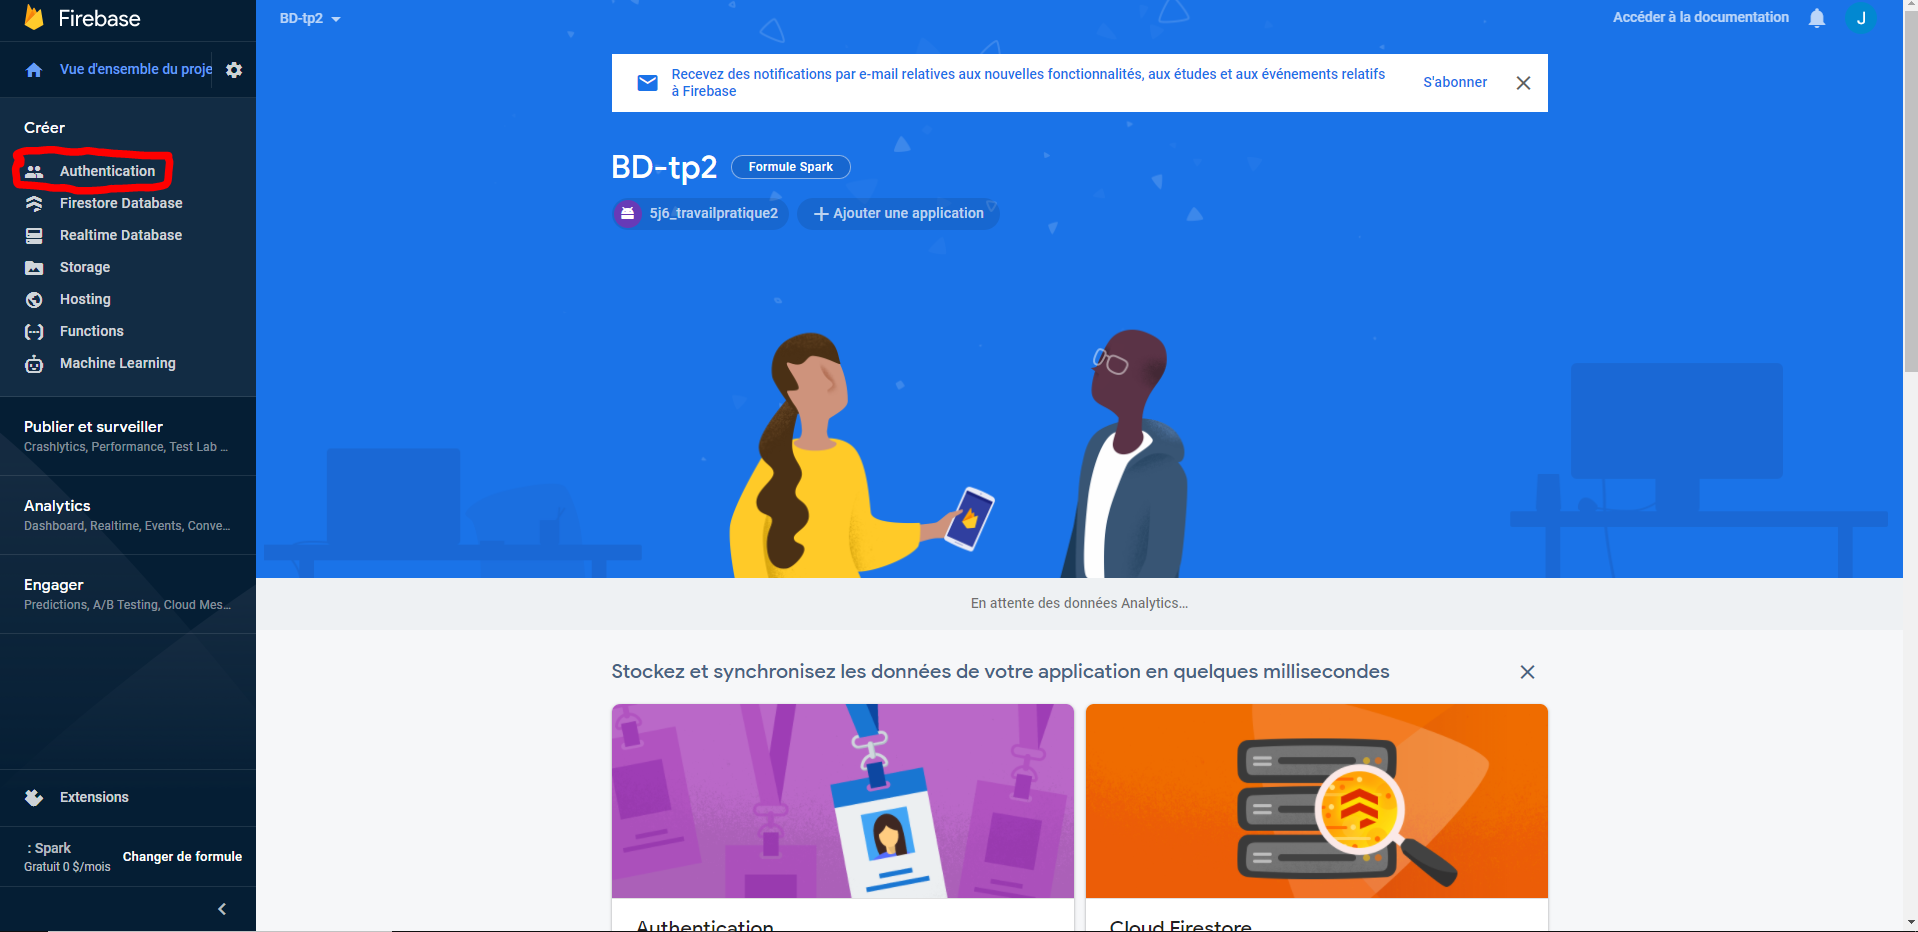 Firebase
BD-tp2
Accéder à la documentation
J
Vue d'ensemble du proje
Recevez des notifications par e-mail relatives aux nouvelles fonctionnalités, aux études et aux événements relatifs
à Firebase
S'abonner
Créer
Authentication
Firestore Database
Realtime Database
Storage
Hosting
Functions
Machine Learning
BD-tp2
Formule Spark
5j6_travailpratique2
Ajouter une application
Publier et surveiller
Crashlytics, Performance, Test Lab ...
Analytics
Dashboard, Realtime, Events, Conve...
Engager
Predictions, A/B Testing, Cloud Mes...
En attente des données Analytics...
Stockez et synchronisez les données de votre application en quelques millisecondes
Extensions
: Spark
Gratuit 0 $/mois
Changer de formule
Authentication
Cloud Firestore